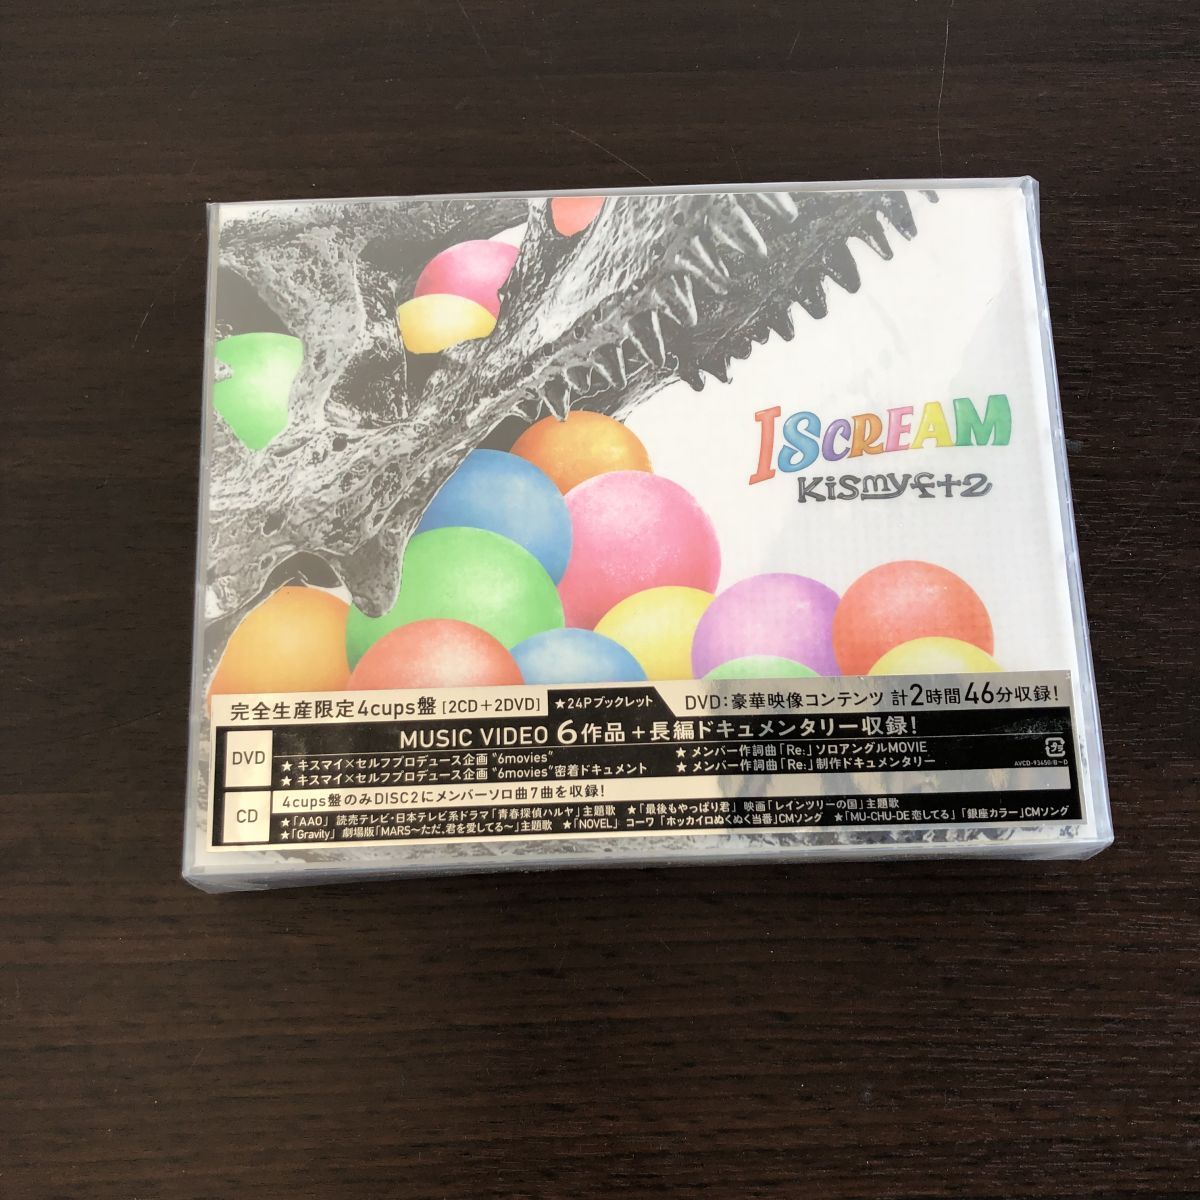 ISCREAM
Kismyft2
完全生産限定4cups盤 [2CD+2DVD]
★24Pブックレット
DVD:豪華映像コンテンツ 計2時間46分収録!
DVD
MUSIC VIDEO 6作品+長編ドキュメンタリー収録!
★ キスマイ×セルフプロデュース企画 "6movies"
★ キスマイ×セルフプロデュース企画 "6movies"密着ドキュメント
★ メンバー作詞曲「Re:」ソロアングルMOVIE
★ メンバー作詞曲「Re:」制作ドキュメンタリー
AVCD-93450/B~D
CD
4cups盤のみDISC2にメンバーソロ曲7曲を収録!
★「AAO」 読売テレビ・日本テレビ系ドラマ「青春探偵ハルヤ」主題歌 ★「最後もやっぱり君」 映画「レインツリーの国」主題歌
★「Gravity」 劇場版「MARS~ただ、君を愛してる~」主題歌 ★「NOVEL」 コーワ「ホッカイロぬくぬく当番」CMソング ★「MU-CHU-DE 恋してる」「銀座カラー」CMソング